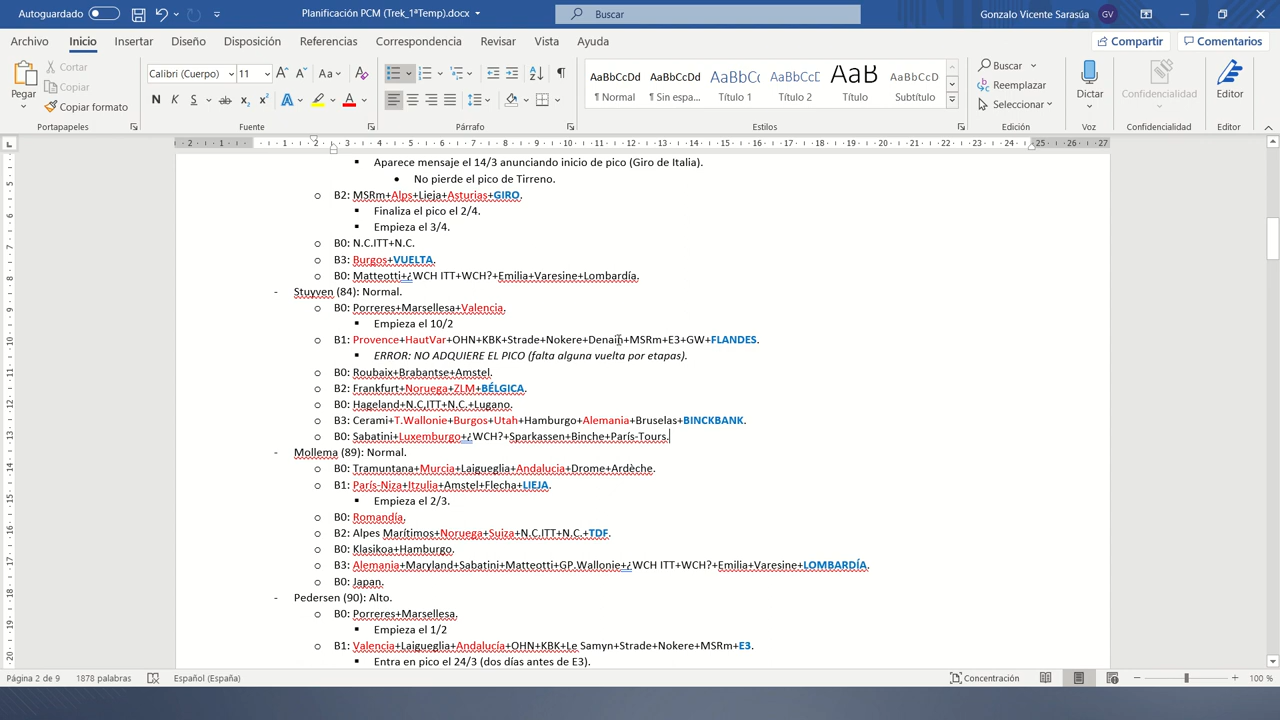 Autoguardado
Planificación PCM (Trek_1ªTemp).docx
Buscar
Gonzalo Vicente Sarasúa GV
Archivo Inicio Insertar Diseño Disposición Referencias Correspondencia Revisar Vista Ayuda Compartir Comentarios
Pegar
Cortar
Copiar
Copiar formato
Portapapeles
Calibri (Cuerpo) 11
Fuente
Párrafo
AaBbCcDd AaBbCcDd AaBbCc AaBbCcD AaB AaBbCcD
¶ Normal ¶ Sin espa... Título 1 Título 2 Título Subtítulo
Estilos
Buscar
Reemplazar
Seleccionar
Edición
Dictar
Voz
Confidencialidad
Confidencialidad
Editor
Editor
▪ Aparece mensaje el 14/3 anunciando inicio de pico (Giro de Italia).
• No pierde el pico de Tirreno.
o B2: MSRm+Alps+Lieja+Asturias+GIRO.
▪ Finaliza el pico el 2/4.
▪ Empieza el 3/4.
o B0: N.C.ITT+N.C.
o B3: Burgos+VUELTA.
o B0: Matteotti+¿WCH ITT+WCH?+Emilia+Varesine+Lombardía.
- Stuyven (84): Normal.
o B0: Porreres+Marsellesa+Valencia.
▪ Empieza el 10/2
o B1: Provence+HautVar+OHN+KBK+Strade+Nokere+Denain+MSRm+E3+GW+FLANDES.
▪ ERROR: NO ADQUIERE EL PICO (falta alguna vuelta por etapas).
o B0: Roubaix+Brabantse+Amstel.
o B2: Frankfurt+Noruega+ZLM+BÉLGICA.
o B0: Hageland+N.C.ITT+N.C.+Lugano.
o B3: Cerami+T.Wallonie+Burgos+Utah+Hamburgo+Alemania+Bruselas+BINCKBANK.
o B0: Sabatini+Luxemburgo+¿WCH?+Sparkassen+Binche+París-Tours.
- Mollema (89): Normal.
o B0: Tramuntana+Murcia+Laigueglia+Andalucia+Drome+Ardèche.
o B1: París-Niza+Itzulia+Amstel+Flecha+LIEJA.
▪ Empieza el 2/3.
o B0: Romandía.
o B2: Alpes Marítimos+Noruega+Suiza+N.C.ITT+N.C.+TDF.
o B0: Klasikoa+Hamburgo.
o B3: Alemania+Maryland+Sabatini+Matteotti+GP.Wallonie+¿WCH ITT+WCH?+Emilia+Varesine+LOMBARDÍA.
o B0: Japan.
- Pedersen (90): Alto.
o B0: Porreres+Marsellesa.
▪ Empieza el 1/2
o B1: Valencia+Laigueglia+Andalucía+OHN+KBK+Le Samyn+Strade+Nokere+MSRm+E3.
▪ Entra en pico el 24/3 (dos días antes de E3).
Página 2 de 9 1878 palabras Español (España) Concentración 100 %